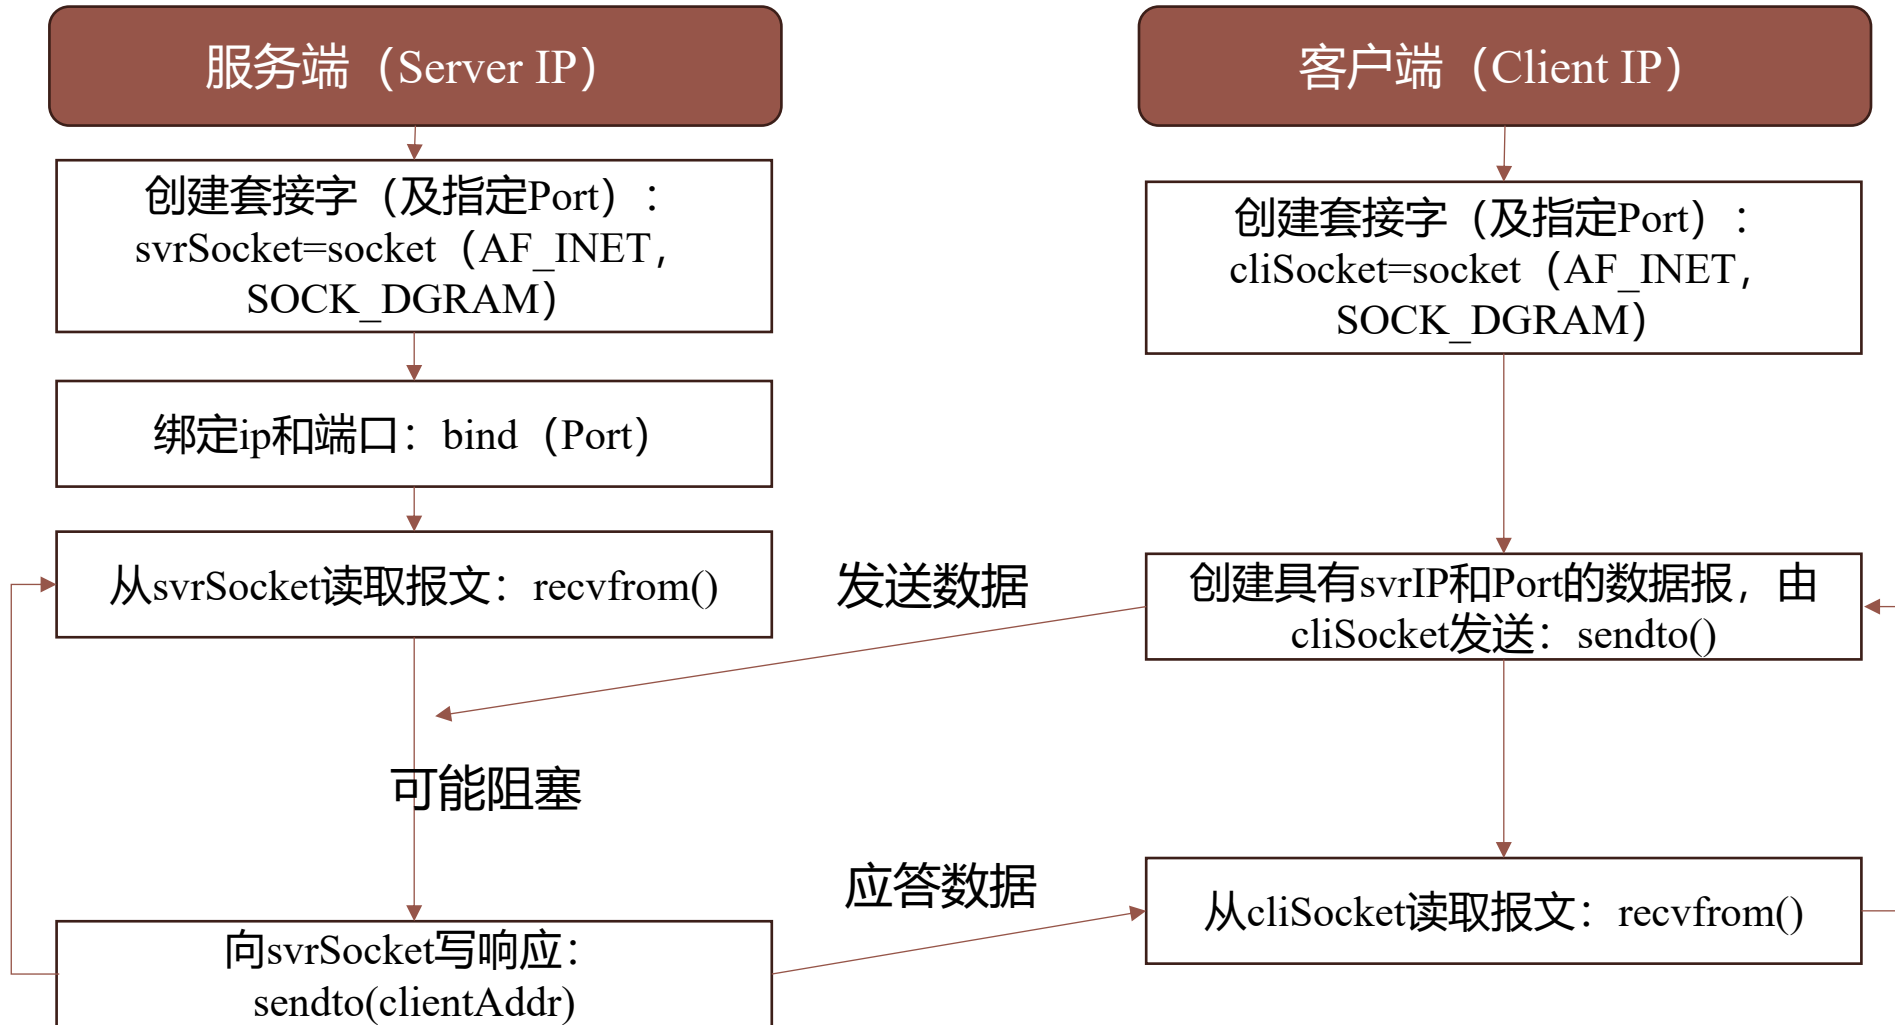 服务端（Server IP）
创建套接字（及指定Port）：
svrSocket=socket（AF_INET，
SOCK_DGRAM）
绑定ip和端口：bind（Port）
从svrSocket读取报文：recvfrom()
可能阻塞
向svrSocket写响应：
sendto(clientAddr)
发送数据
应答数据
客户端（Client IP）
创建套接字（及指定Port）：
cliSocket=socket（AF_INET，
SOCK_DGRAM）
创建具有svrIP和Port的数据报，由
cliSocket发送：sendto()
从cliSocket读取报文：recvfrom()